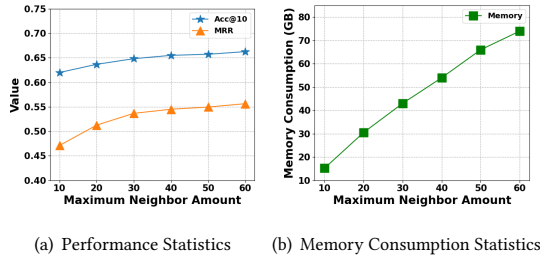 0.75
0.70
0.65
0.60
0.55
0.50
0.45
0.40
Value
Acc@10
MRR
10 20 30 40 50 60
Maximum Neighbor Amount
(a) Performance Statistics
80
70
60
50
40
30
20
10
Memory Consumption (GB)
Memory
10 20 30 40 50 60
Maximum Neighbor Amount
(b) Memory Consumption Statistics